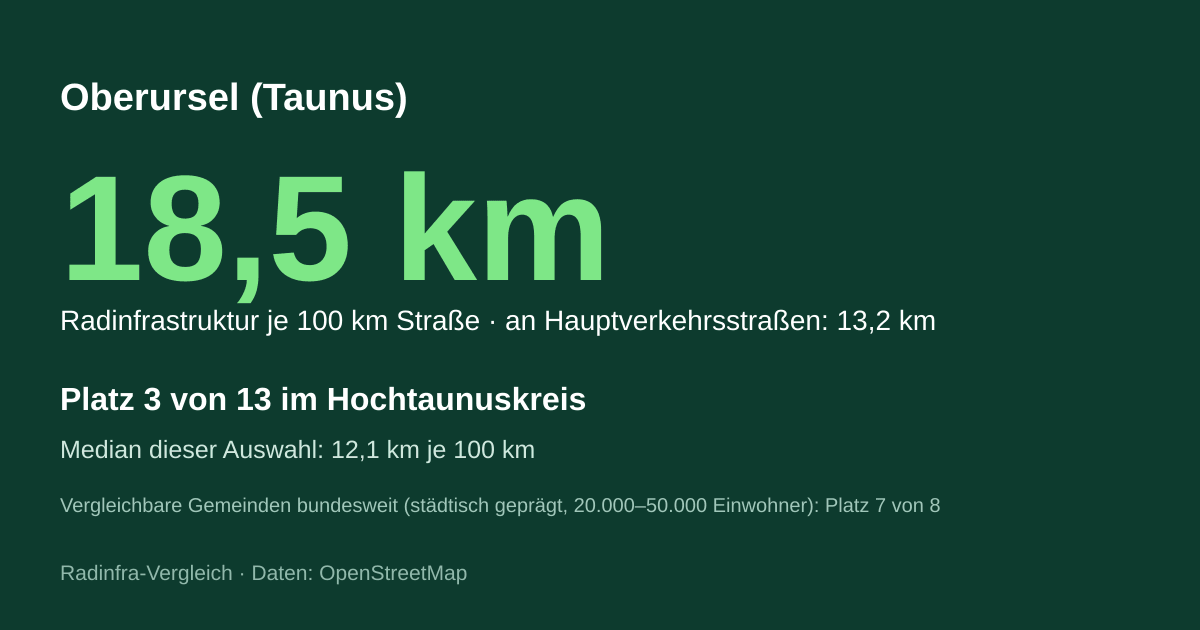 Oberursel (Taunus)
18,5 km
Radinfrastruktur je 100 km Straße · an Hauptverkehrsstraßen: 13,2 km
Platz 3 von 13 im Hochtaunuskreis
Median dieser Auswahl: 12,1 km je 100 km
Vergleichbare Gemeinden bundesweit (städtisch geprägt, 20.000–50.000 Einwohner): Platz 7 von 8
Radinfra-Vergleich · Daten: OpenStreetMap